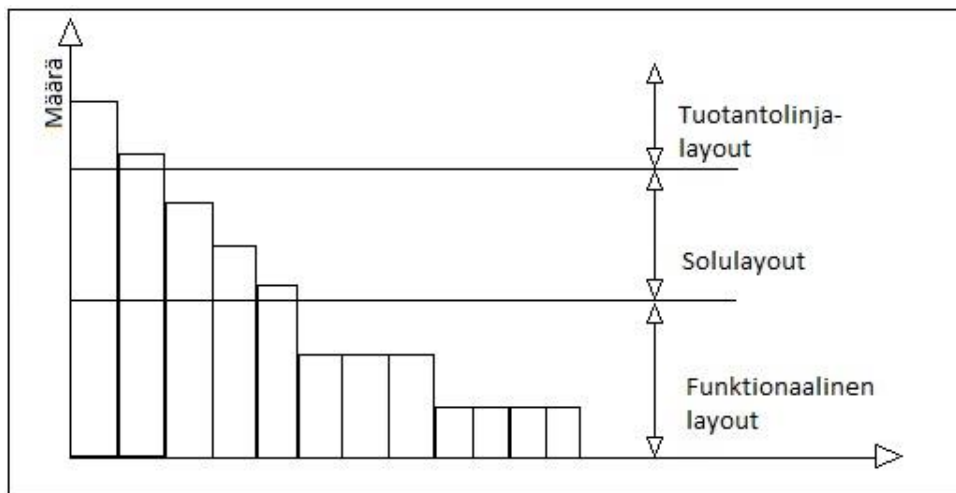 Määrä
Tuotantolinja-
layout
Solulayout
Funktionaalinen
layout